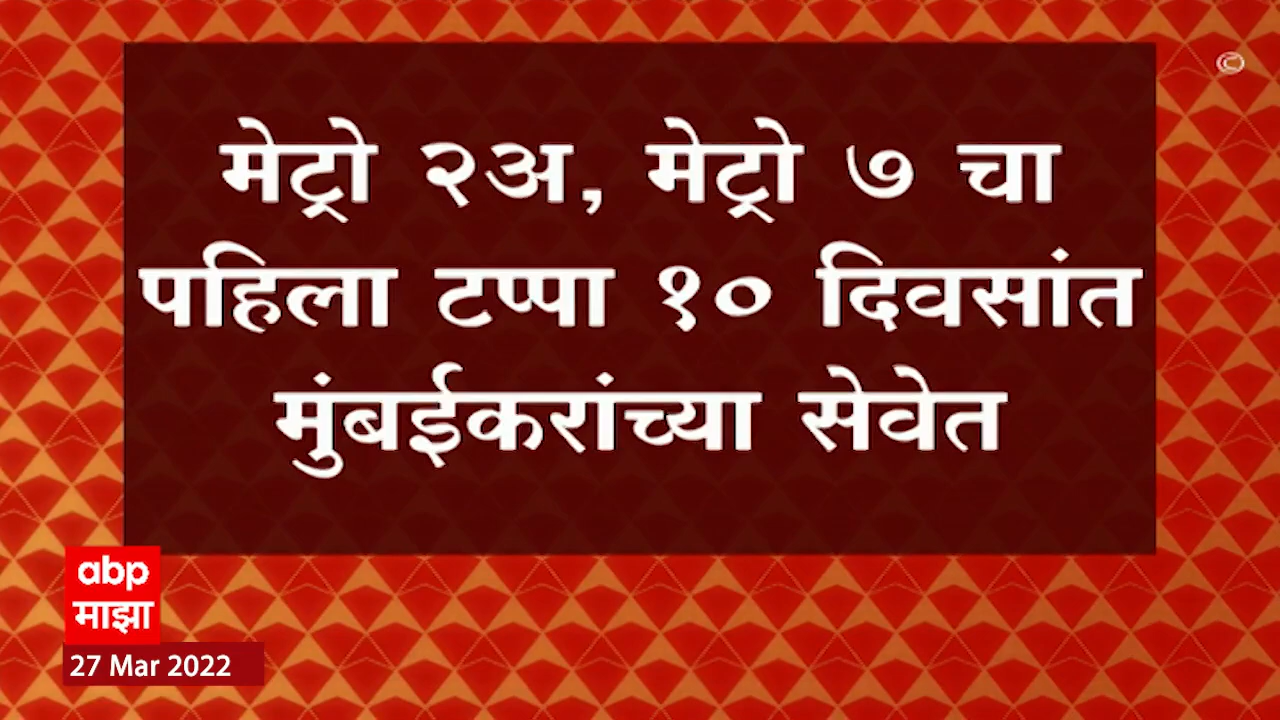 मेट्रो २अ, मेट्रो ७ चा
पहिला टप्पा १० दिवसांत
मुंबईकरांच्या सेवेत
©
abp
माझा
27 Mar 2022